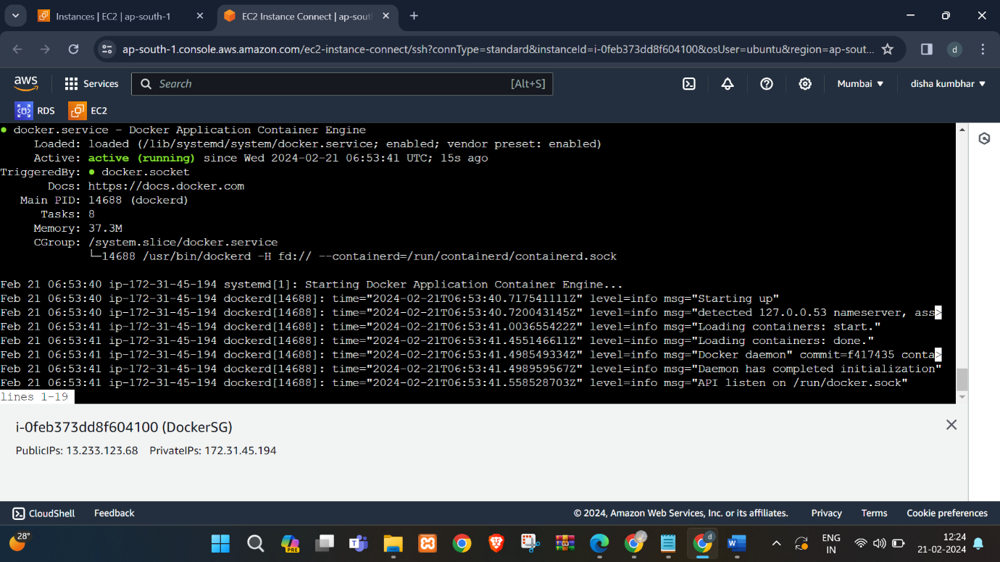 Instances | EC2 | ap-south-1
EC2 Instance Connect | ap-sout
ap-south-1.console.aws.amazon.com/ec2-instance-connect/ssh?connType=standard&instanceId=i-0feb373dd8f604100&osUser=ubuntu&region=ap-sout...
d
aws
Services
Search
[Alt+S]
Mumbai
disha kumbhar
RDS
EC2
● docker.service - Docker Application Container Engine
Loaded: loaded (/lib/systemd/system/docker.service; enabled; vendor preset: enabled)
Active: active (running) since Wed 2024-02-21 06:53:41 UTC; 15s ago
TriggeredBy: ● docker.socket
Docs: https://docs.docker.com
Main PID: 14688 (dockerd)
Tasks: 8
Memory: 37.3M
CGroup: /system.slice/docker.service
└─14688 /usr/bin/dockerd -H fd:// --containerd=/run/containerd/containerd.sock
Feb 21 06:53:40 ip-172-31-45-194 systemd[1]: Starting Docker Application Container Engine...
Feb 21 06:53:40 ip-172-31-45-194 dockerd[14688]: time="2024-02-21T06:53:40.717541111Z" level=info msg="Starting up"
Feb 21 06:53:40 ip-172-31-45-194 dockerd[14688]: time="2024-02-21T06:53:40.720043145Z" level=info msg="detected 127.0.0.53 nameserver, ass>
Feb 21 06:53:41 ip-172-31-45-194 dockerd[14688]: time="2024-02-21T06:53:41.003655422Z" level=info msg="Loading containers: start."
Feb 21 06:53:41 ip-172-31-45-194 dockerd[14688]: time="2024-02-21T06:53:41.455146611Z" level=info msg="Loading containers: done."
Feb 21 06:53:41 ip-172-31-45-194 dockerd[14688]: time="2024-02-21T06:53:41.498549334Z" level=info msg="Docker daemon" commit=f417435 conta>
Feb 21 06:53:41 ip-172-31-45-194 dockerd[14688]: time="2024-02-21T06:53:41.498959567Z" level=info msg="Daemon has completed initialization"
Feb 21 06:53:41 ip-172-31-45-194 dockerd[14688]: time="2024-02-21T06:53:41.558528703Z" level=info msg="API listen on /run/docker.sock"
lines 1-19
i-0feb373dd8f604100 (DockerSG)
PublicIPs: 13.233.123.68 PrivateIPs: 172.31.45.194
CloudShell
Feedback
© 2024, Amazon Web Services, Inc. or its affiliates.
Privacy
Terms
Cookie preferences
28°
PRE
d
ENG
IN
12:24
21-02-2024